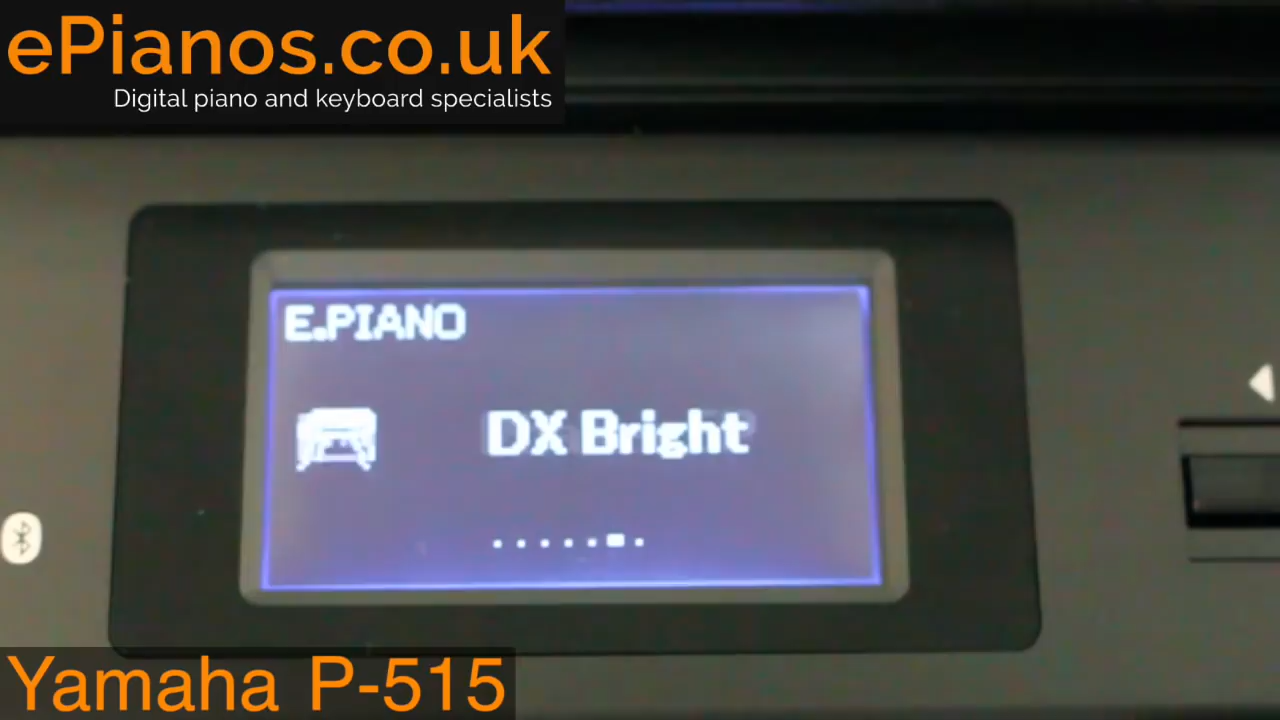 ePianos.co.uk
Digital piano and keyboard specialists
E.PIANO
DX Bright
Yamaha P-515